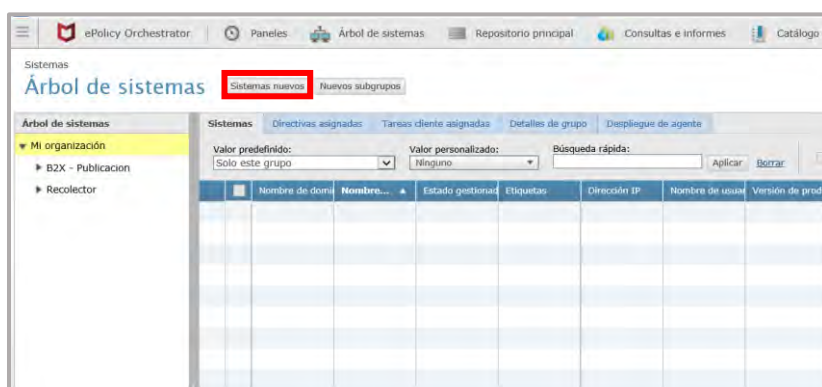 ePolicy Orchestrator Paneles Árbol de sistemas Repositorio principal Consultas e informes Catálogo
Sistemas
Árbol de sistemas Sistemas nuevos Nuevos subgrupos
Árbol de sistemas Sistemas Directivas asignadas Tareas cliente asignadas Detalles de grupo Despliegue de agente
Mi organización
B2X - Publicacion
Recolector
Valor predefinido: Valor personalizado: Búsqueda rápida:
Solo este grupo Ninguno Aplicar Borrar
Nombre de domi Nombre... Estado gestionad Etiquetas Dirección IP Nombre de usuar Versión de prod